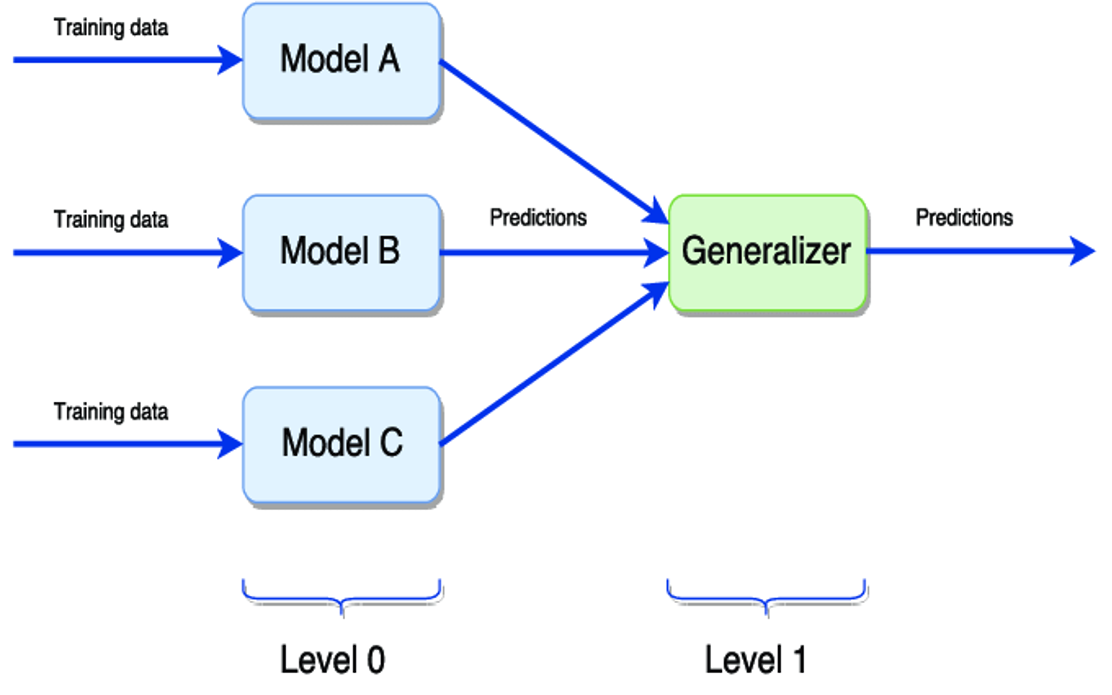 Training data
Model A
Training data
Model B
Predictions
Generalizer
Predictions
Training data
Model C
Level 0
Level 1